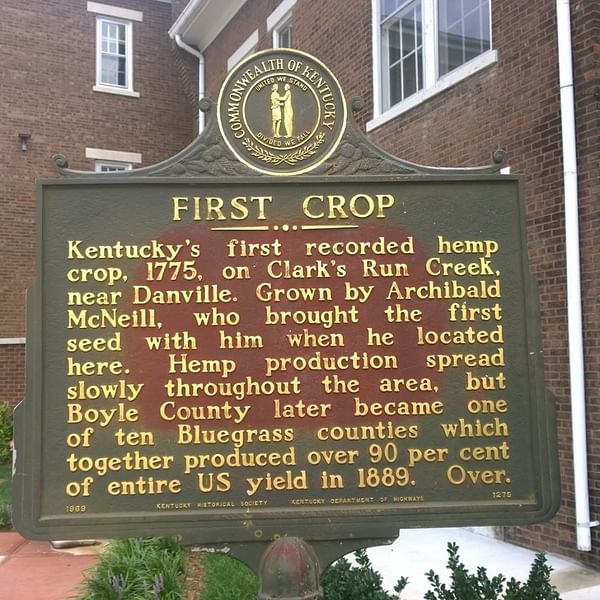 COMMONWEALTH OF KENTUCKY
UNITED WE STAND
DIVIDED WE FALL
FIRST CROP
Kentucky's first recorded hemp
crop, 1775, on Clark's Run Creek,
near Danville. Grown by Archibald
McNeill, who brought the first
seed with him when he located
here. Hemp production spread
slowly throughout the area, but
Boyle County later became one
of ten Bluegrass counties which
together produced over 90 per cent
of entire US yield in 1889. Over.
1969 KENTUCKY HISTORICAL SOCIETY KENTUCKY DEPARTMENT OF HIGHWAYS 1279